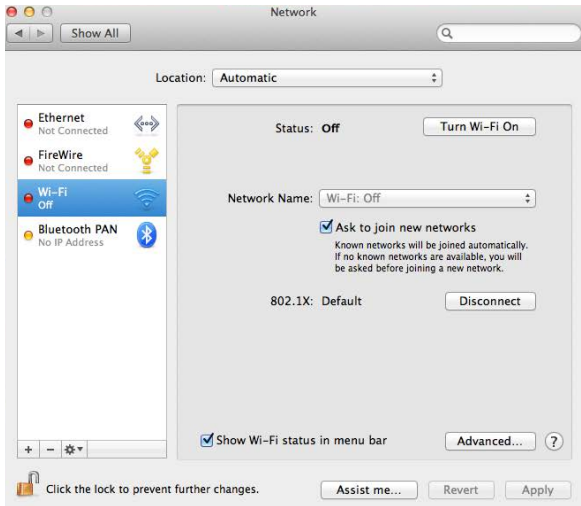 Network
Show All
Location: Automatic
Ethernet
Not Connected
FireWire
Not Connected
Wi-Fi
Off
Bluetooth PAN
No IP Address
Status: Off
Turn Wi-Fi On
Network Name: Wi-Fi: Off
Ask to join new networks
Known networks will be joined automatically.
If no known networks are available, you will
be asked before joining a new network.
802.1X: Default
Disconnect
Show Wi-Fi status in menu bar
Advanced...
?
Click the lock to prevent further changes.
Assist me...
Revert
Apply